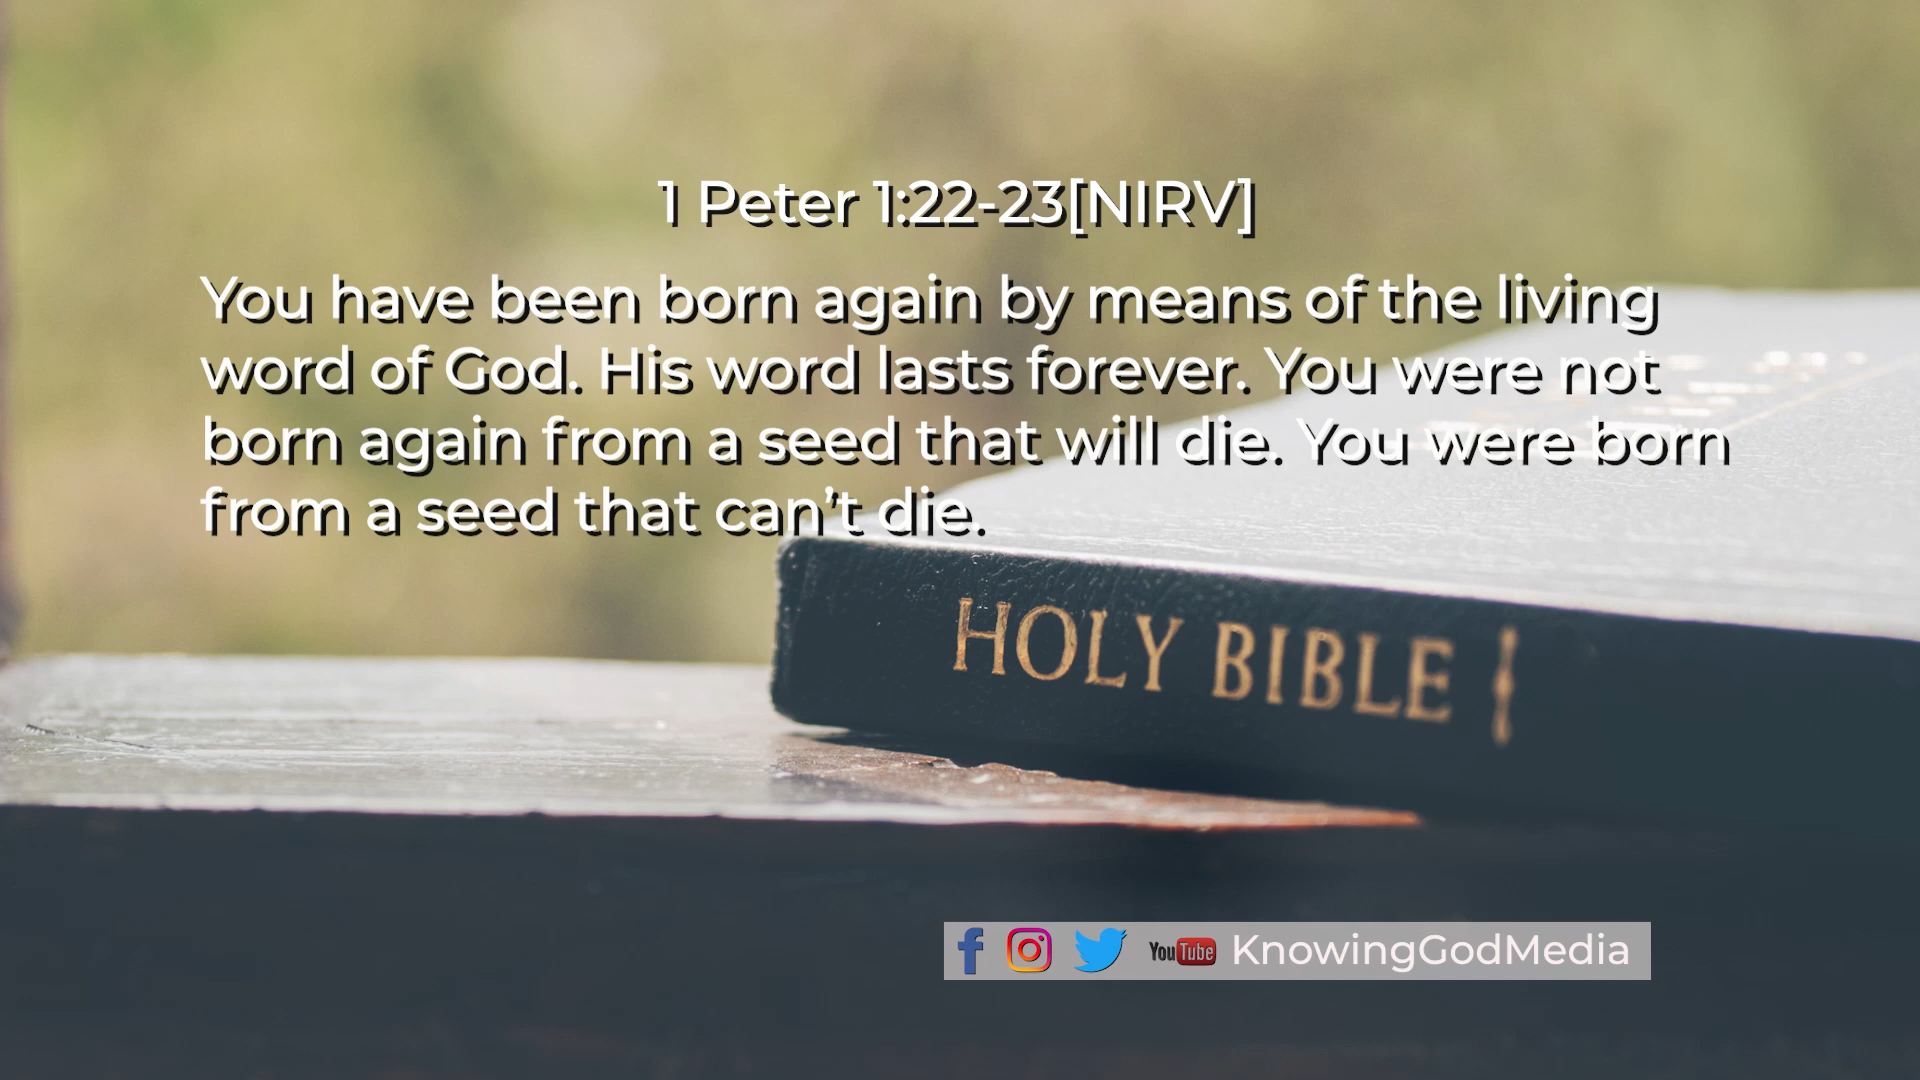 1 Peter 1:22-23[NIRV]
You have been born again by means of the living
word of God. His word lasts forever. You were not
born again from a seed that will die. You were born
from a seed that can’t die.
HOLY BIBLE
f YouTube KnowingGodMedia